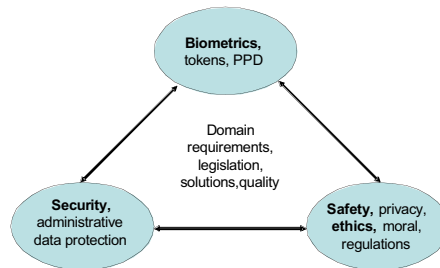 Biometrics,
tokens, PPD
Domain
requirements,
legislation,
solutions,quality
Security,
administrative
data protection
Safety, privacy,
ethics, moral,
regulations